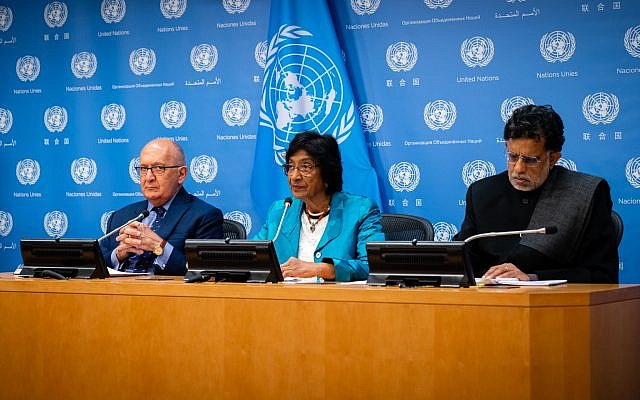 United Nations
Naciones Unidas
Организация Объединенных Наций
الأمم المتحدة
联合国
Nations Unies